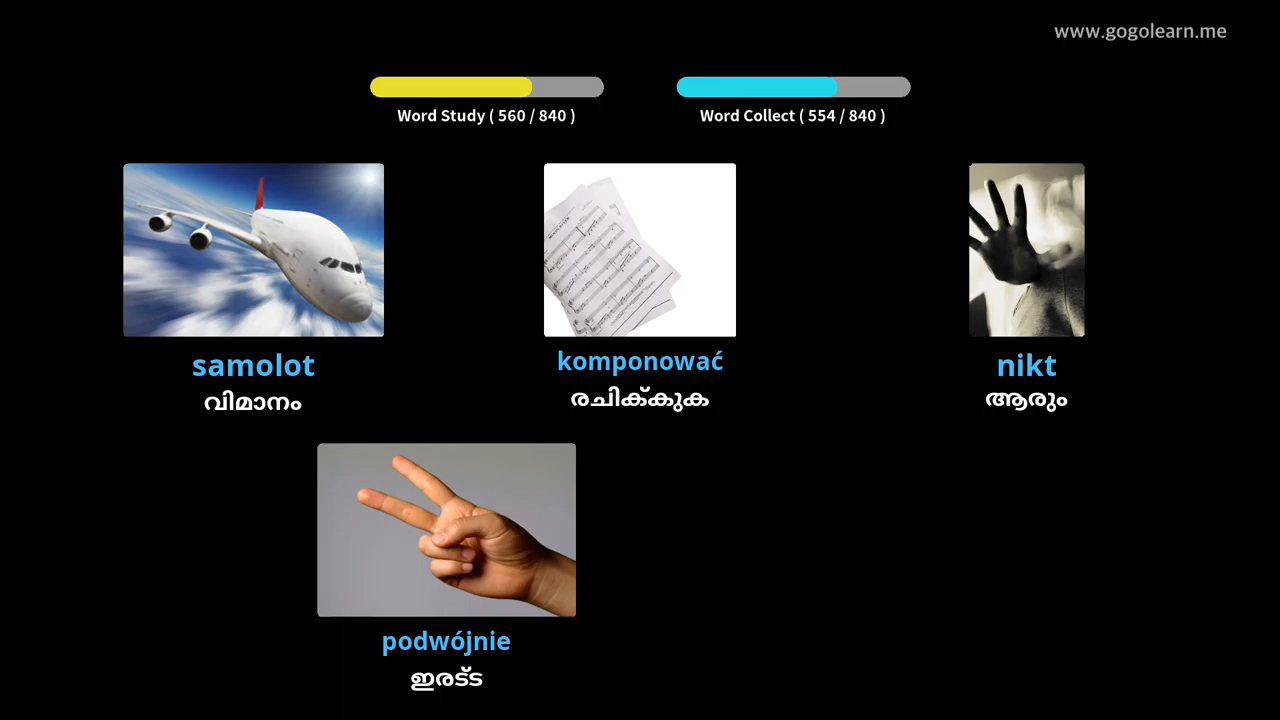 www.gogolearn.me
Word Study ( 560 / 840 )
Word Collect ( 554 / 840 )
samolot
വിമാനം
komponować
രചിക്കുക
nikt
ആരും
podwójnie
ഇരട്ട